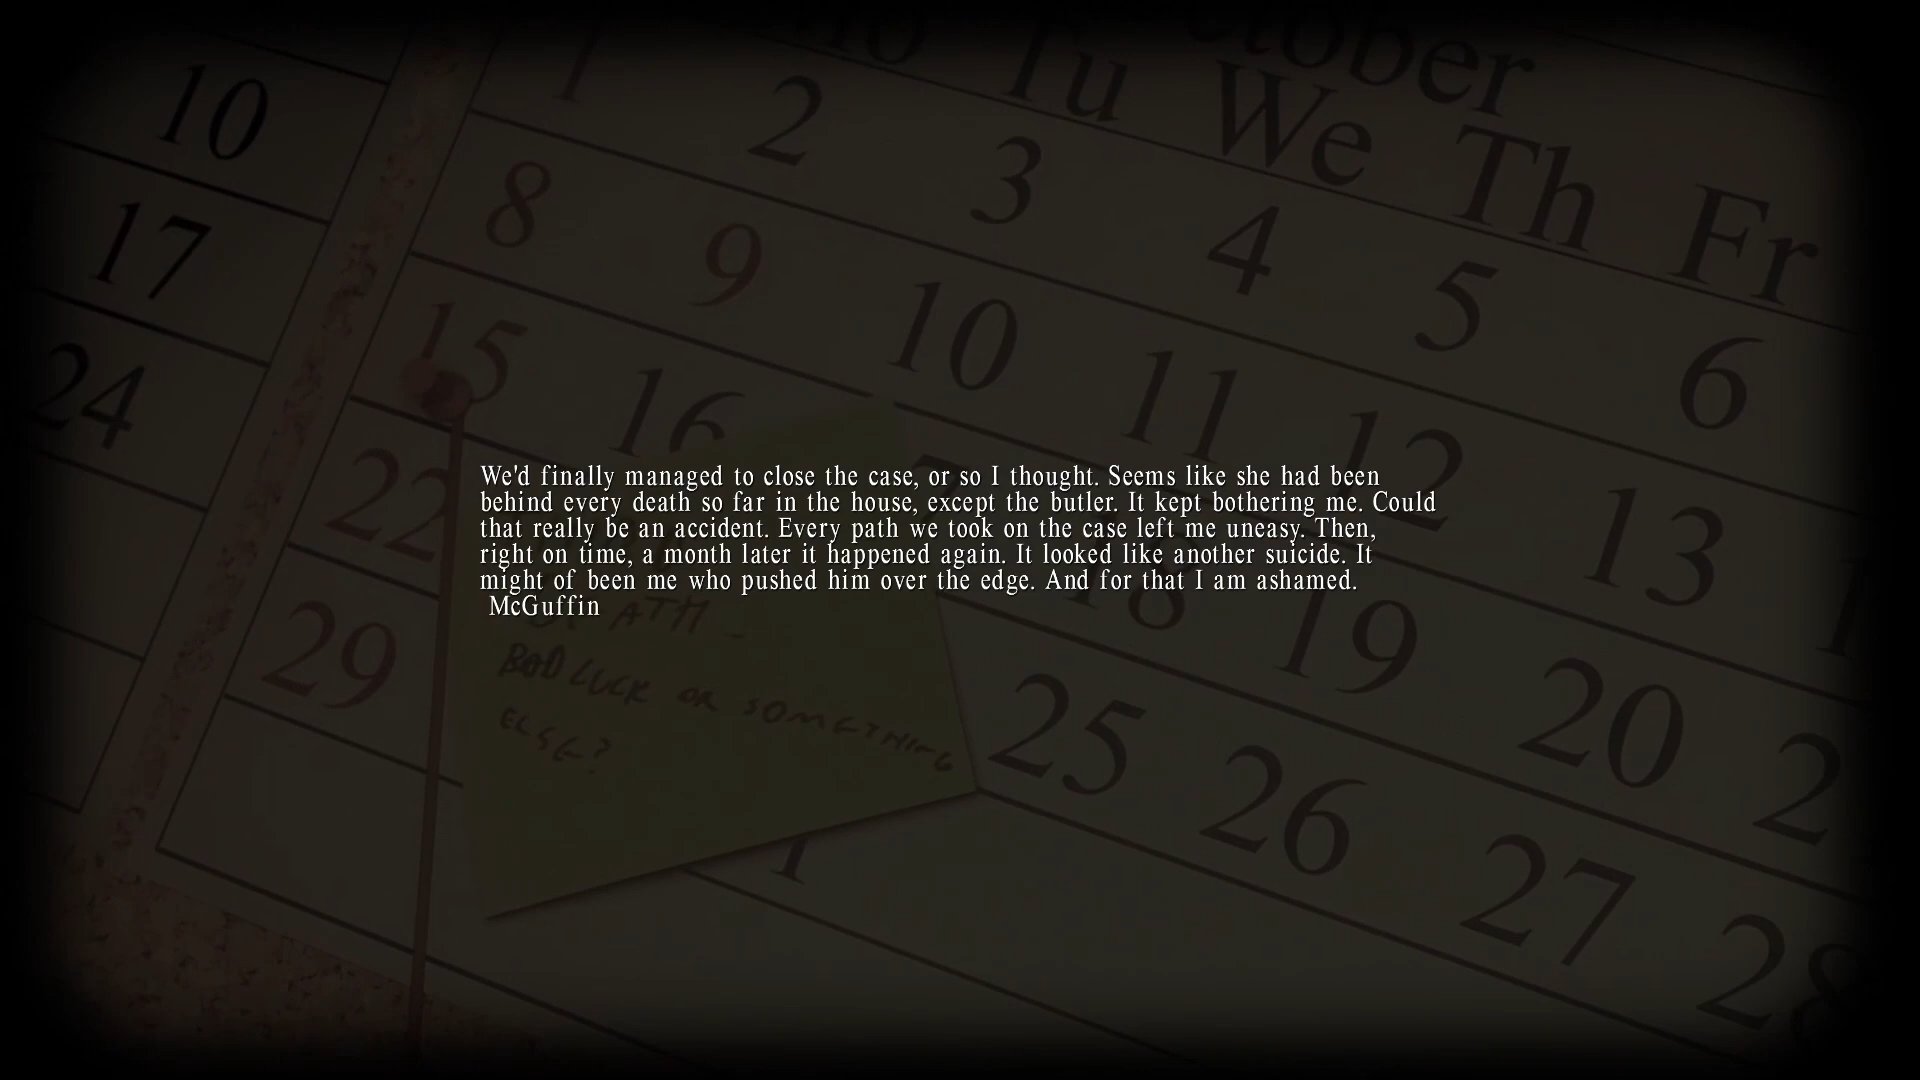 ctober
Mo Tu We Th Fr
1 2 3 4 5 6
8 9 10 11 12 13
15 16 18 19 20
22 25 26 27 28
29
1
10
17
24
We'd finally managed to close the case, or so I thought. Seems like she had been
behind every death so far in the house, except the butler. It kept bothering me. Could
that really be an accident. Every path we took on the case left me uneasy. Then,
right on time, a month later it happened again. It looked like another suicide. It
might of been me who pushed him over the edge. And for that I am ashamed.
McGuffin
BAD LUCK OR SOMETHING
ELSE?